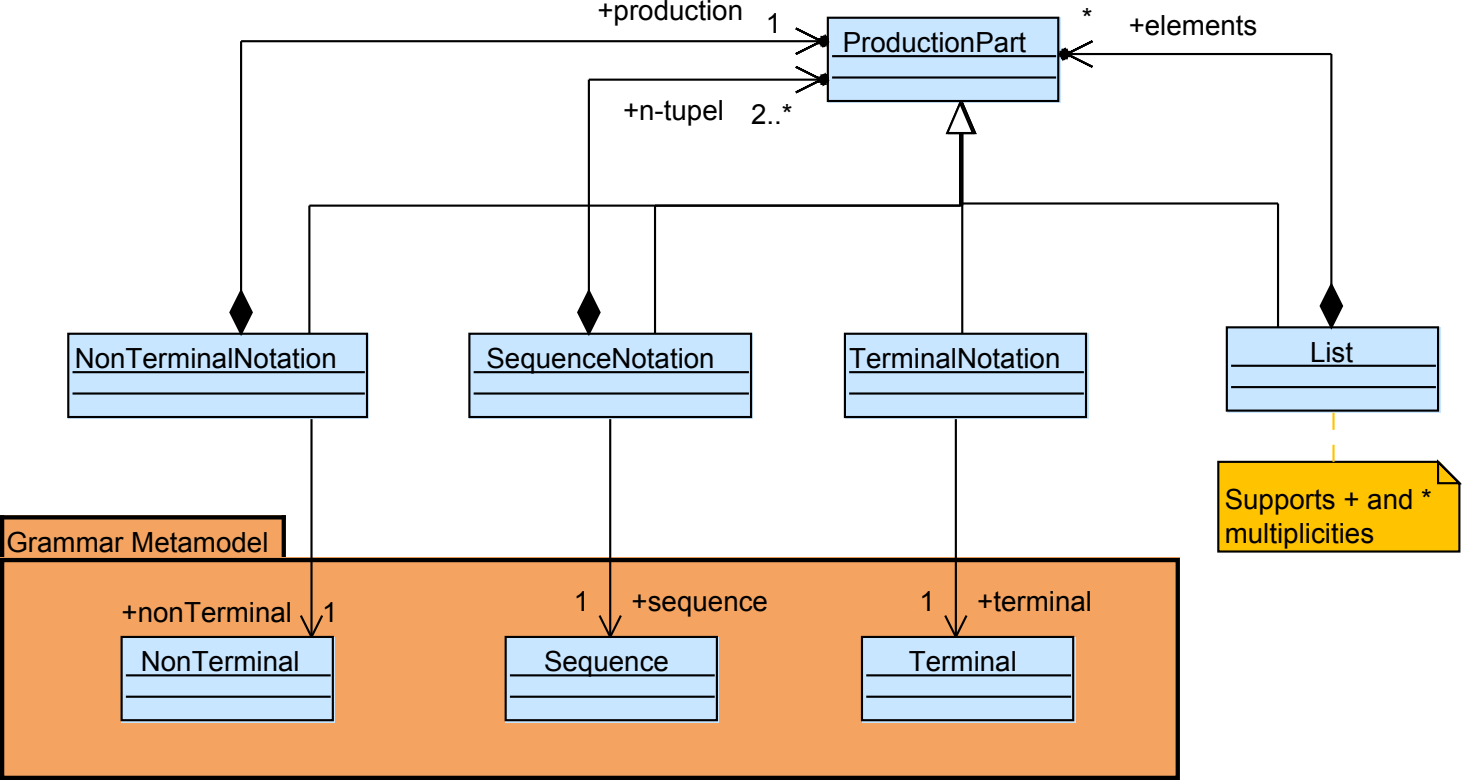 +production
1
*
+elements
ProductionPart
+n-tupel
2..*
NonTerminalNotation
SequenceNotation
TerminalNotation
List
Supports + and *
multiplicities
Grammar Metamodel
+nonTerminal
1
1
+sequence
1
+terminal
NonTerminal
Sequence
Terminal